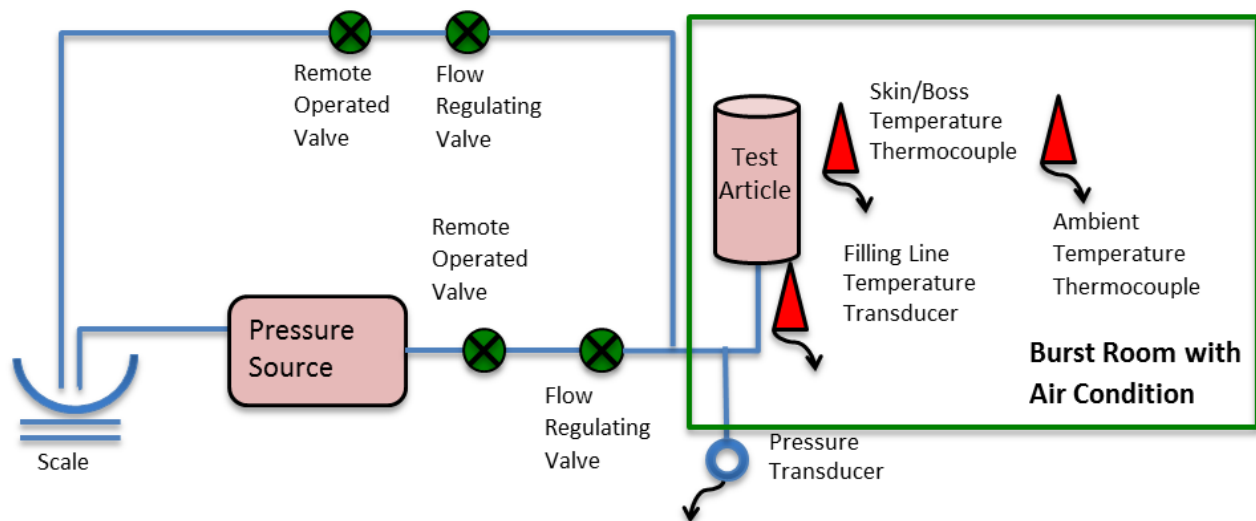 Remote
Operated
Valve
Flow
Regulating
Valve
Skin/Boss
Temperature
Thermocouple
Test
Article
Ambient
Temperature
Thermocouple
Remote
Operated
Valve
Filling Line
Temperature
Transducer
Pressure
Source
Burst Room with
Air Condition
Flow
Regulating
Valve
Pressure
Transducer
Scale